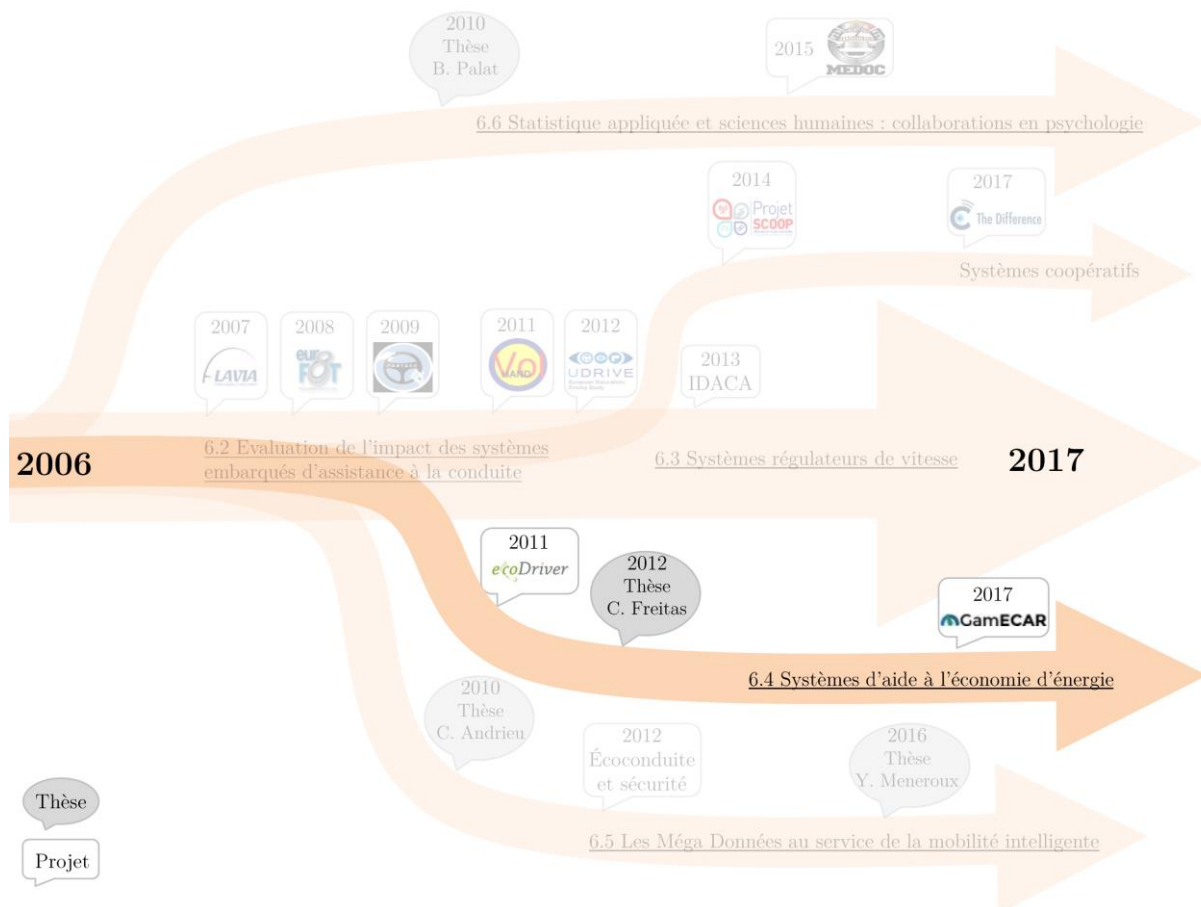 2010
Thèse
B. Palat
2015
MEDOC
6.6 Statistique appliquée et sciences humaines : collaborations en psychologie
2014
Projet
SCOOP
2017
The Difference
Systèmes coopératifs
2007
LAVIA
2008
euro
FOT
2009
2011
2012
UDRIVE
2013
IDACA
2006
6.2 Evaluation de l'impact des systèmes
embarqués d'assistance à la conduite
6.3 Systèmes régulateurs de vitesse
2017
2011
ecoDriver
2012
Thèse
C. Freitas
2017
GamECAR
6.4 Systèmes d'aide à l'économie d'énergie
2010
Thèse
C. Andrieu
2012
Écoconduite
et sécurité
2016
Thèse
Y. Meneroux
6.5 Les Méga Données au service de la mobilité intelligente
Thèse
Projet